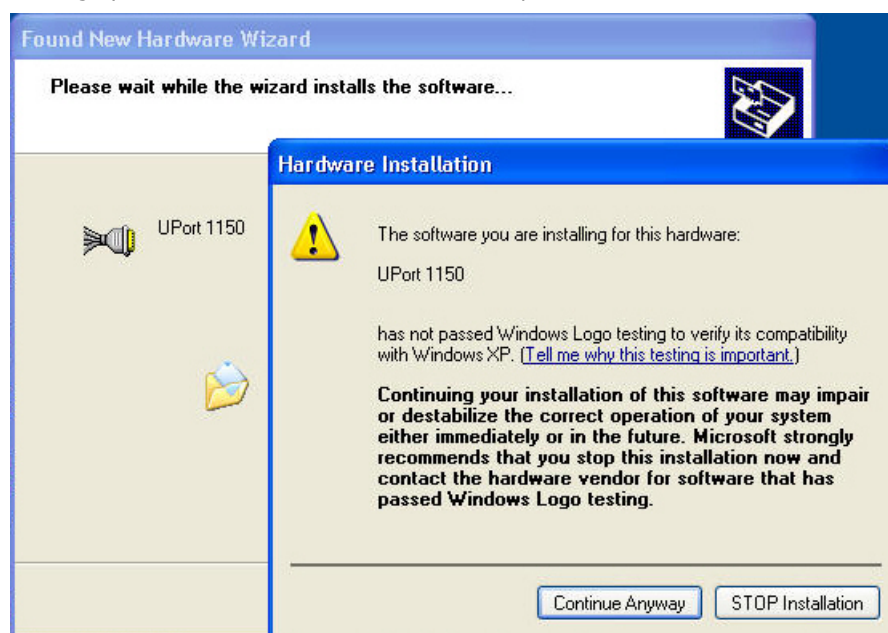 Found New Hardware Wizard
Please wait while the wizard installs the software...
Hardware Installation
UPort 1150
The software you are installing for this hardware:
UPort 1150
has not passed Windows Logo testing to verify its compatibility
with Windows XP. (Tell me why this testing is important.)
Continuing your installation of this software may impair
or destabilize the correct operation of your system
either immediately or in the future. Microsoft strongly
recommends that you stop this installation now and
contact the hardware vendor for software that has
passed Windows Logo testing.
Continue Anyway
STOP Installation